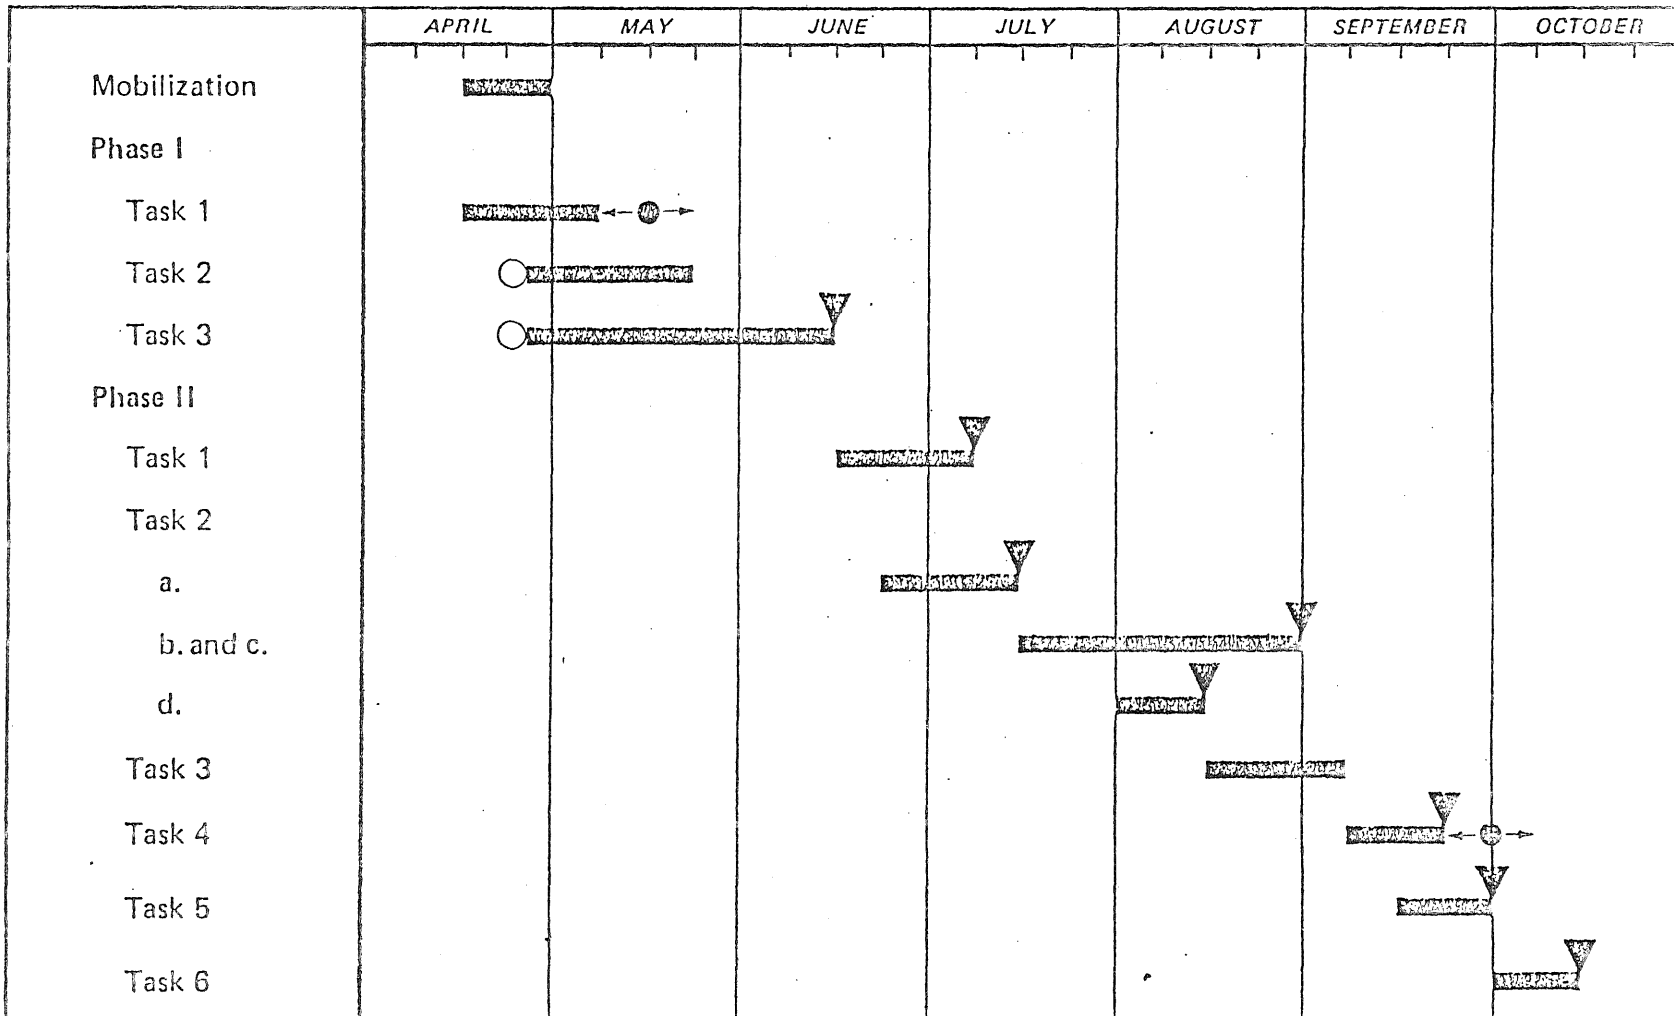 APRIL MAY JUNE JULY AUGUST SEPTEMBER OCTOBER
Mobilization
Phase I
Task 1
Task 2
Task 3
Phase II
Task 1
Task 2
a.
b. and c.
d.
Task 3
Task 4
Task 5
Task 6